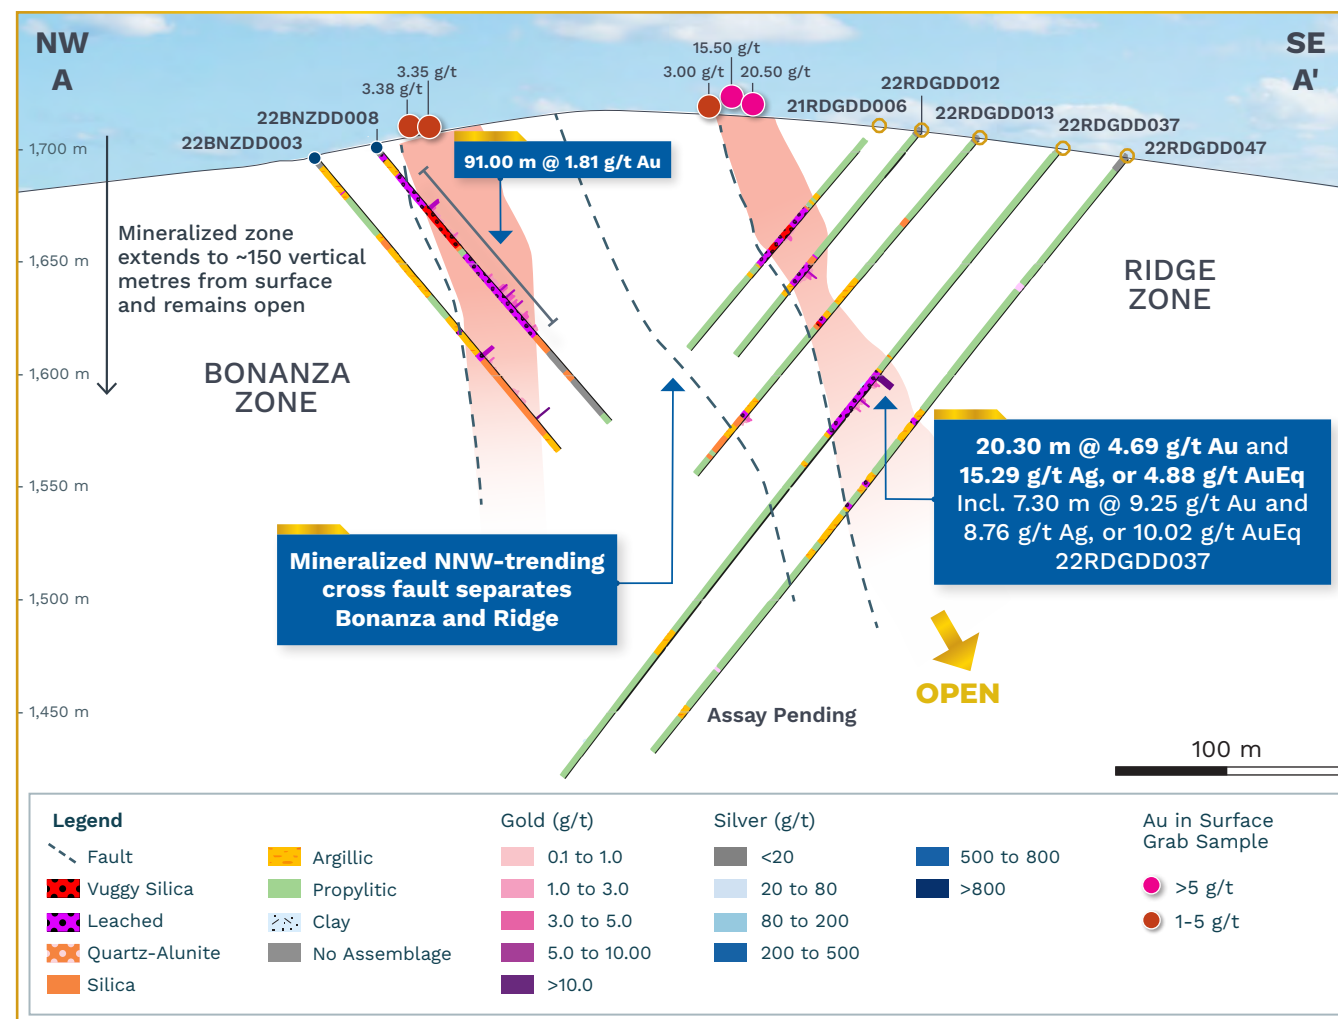 NW
A
SE
A'
3.38 g/t
3.35 g/t
3.00 g/t
15.50 g/t
20.50 g/t
22BNZDD003
22BNZDD008
21RDGDD006
22RDGDD012
22RDGDD013
22RDGDD037
22RDGDD047
91.00 m @ 1.81 g/t Au
1,700 m
1,650 m
1,600 m
1,550 m
1,500 m
1,450 m
Mineralized zone
extends to ~150 vertical
metres from surface
and remains open
BONANZA
ZONE
RIDGE
ZONE
Mineralized NNW-trending
cross fault separates
Bonanza and Ridge
20.30 m @ 4.69 g/t Au and
15.29 g/t Ag, or 4.88 g/t AuEq
Incl. 7.30 m @ 9.25 g/t Au and
8.76 g/t Ag, or 10.02 g/t AuEq
22RDGDD037
OPEN
Assay Pending
100 m
Legend
Fault
Vuggy Silica
Leached
Quartz-Alunite
Silica
Argillic
Propylitic
Clay
No Assemblage
Gold (g/t)
0.1 to 1.0
1.0 to 3.0
3.0 to 5.0
5.0 to 10.00
>10.0
Silver (g/t)
<20
20 to 80
80 to 200
200 to 500
500 to 800
>800
Au in Surface
Grab Sample
>5 g/t
1-5 g/t